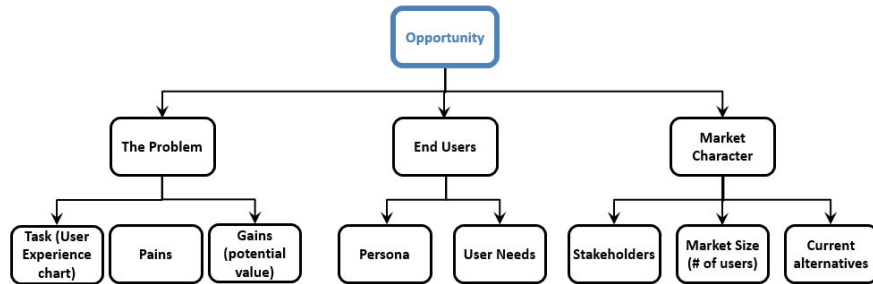 Opportunity
The Problem
End Users
Market
Character
Task (User
Experience
chart)
Pains
Gains
(potential
value)
Persona
User Needs
Stakeholders
Market Size
(# of users)
Current
alternatives